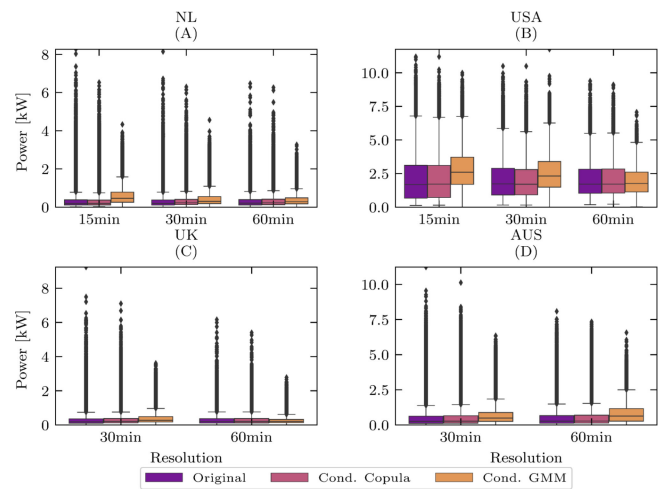 NL
(A)
USA
(B)
Power [kW]
8
6
4
2
0
15min
30min
60min
10.0
7.5
5.0
2.5
0.0
15min
30min
60min
UK
(C)
AUS
(D)
Power [kW]
8
6
4
2
0
30min
60min
10.0
7.5
5.0
2.5
0.0
30min
60min
Resolution
Resolution
Original
Cond. Copula
Cond. GMM